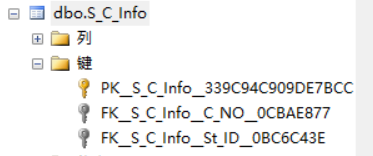 dbo.S_C_Info
列
键
PK__S_C_Info__339C94C909DE7BCC
FK__S_C_Info__C_NO__0CBAE877
FK__S_C_Info__St_ID__0BC6C43E